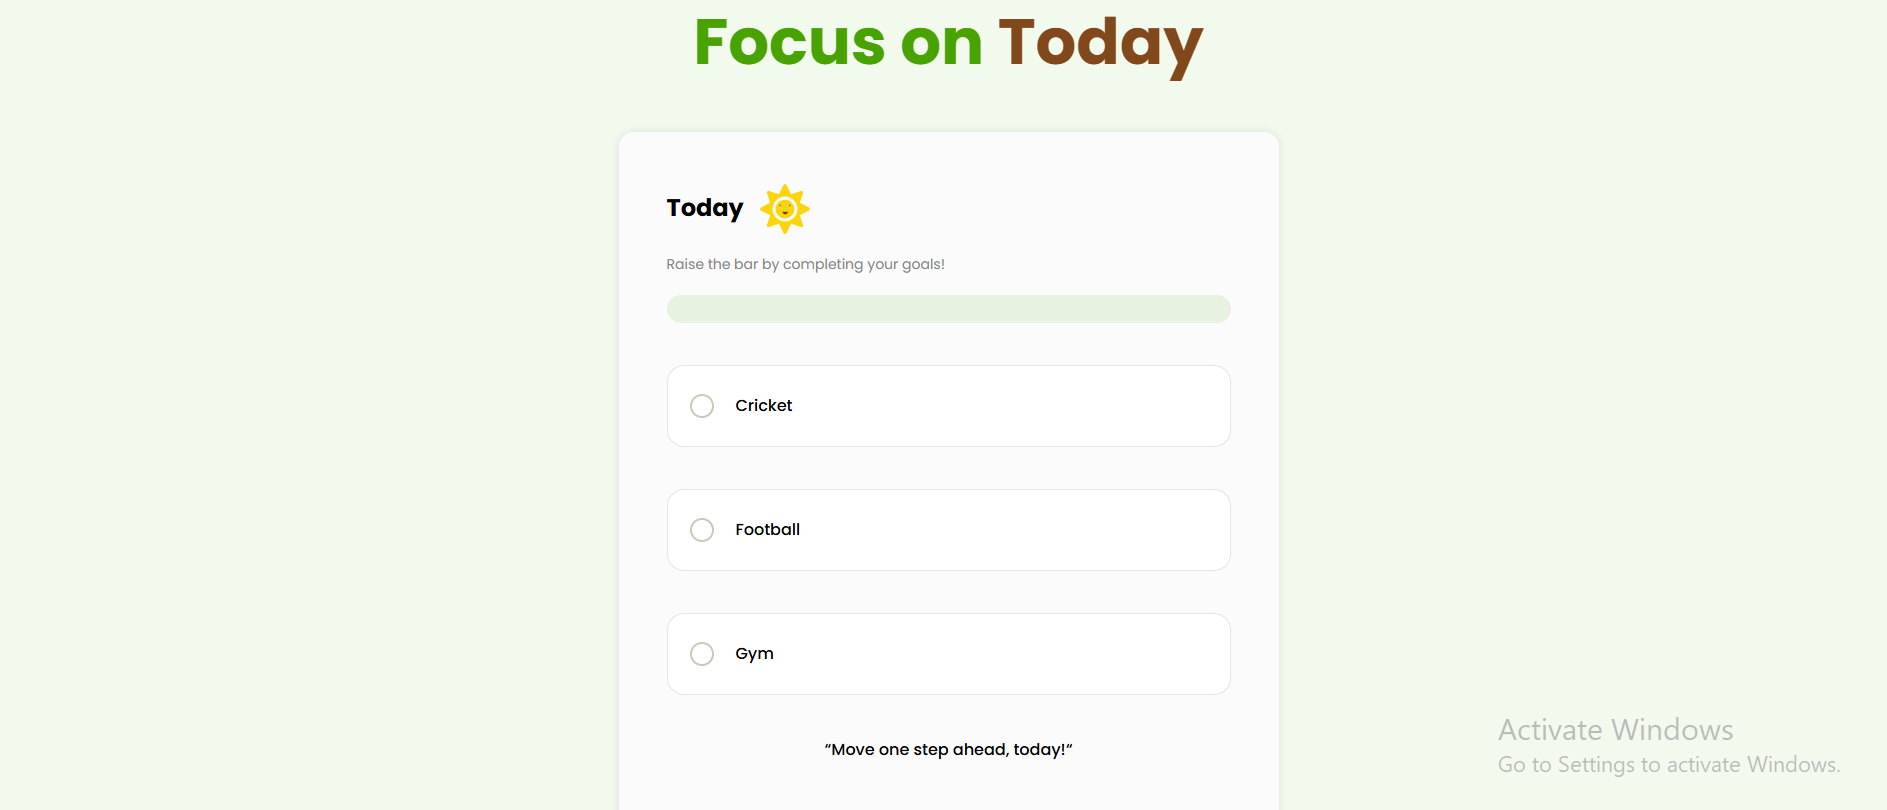 Focus on Today
Today
Raise the bar by completing your goals!
Cricket
Football
Gym
“Move one step ahead, today!“
Activate Windows
Go to Settings to activate Windows.